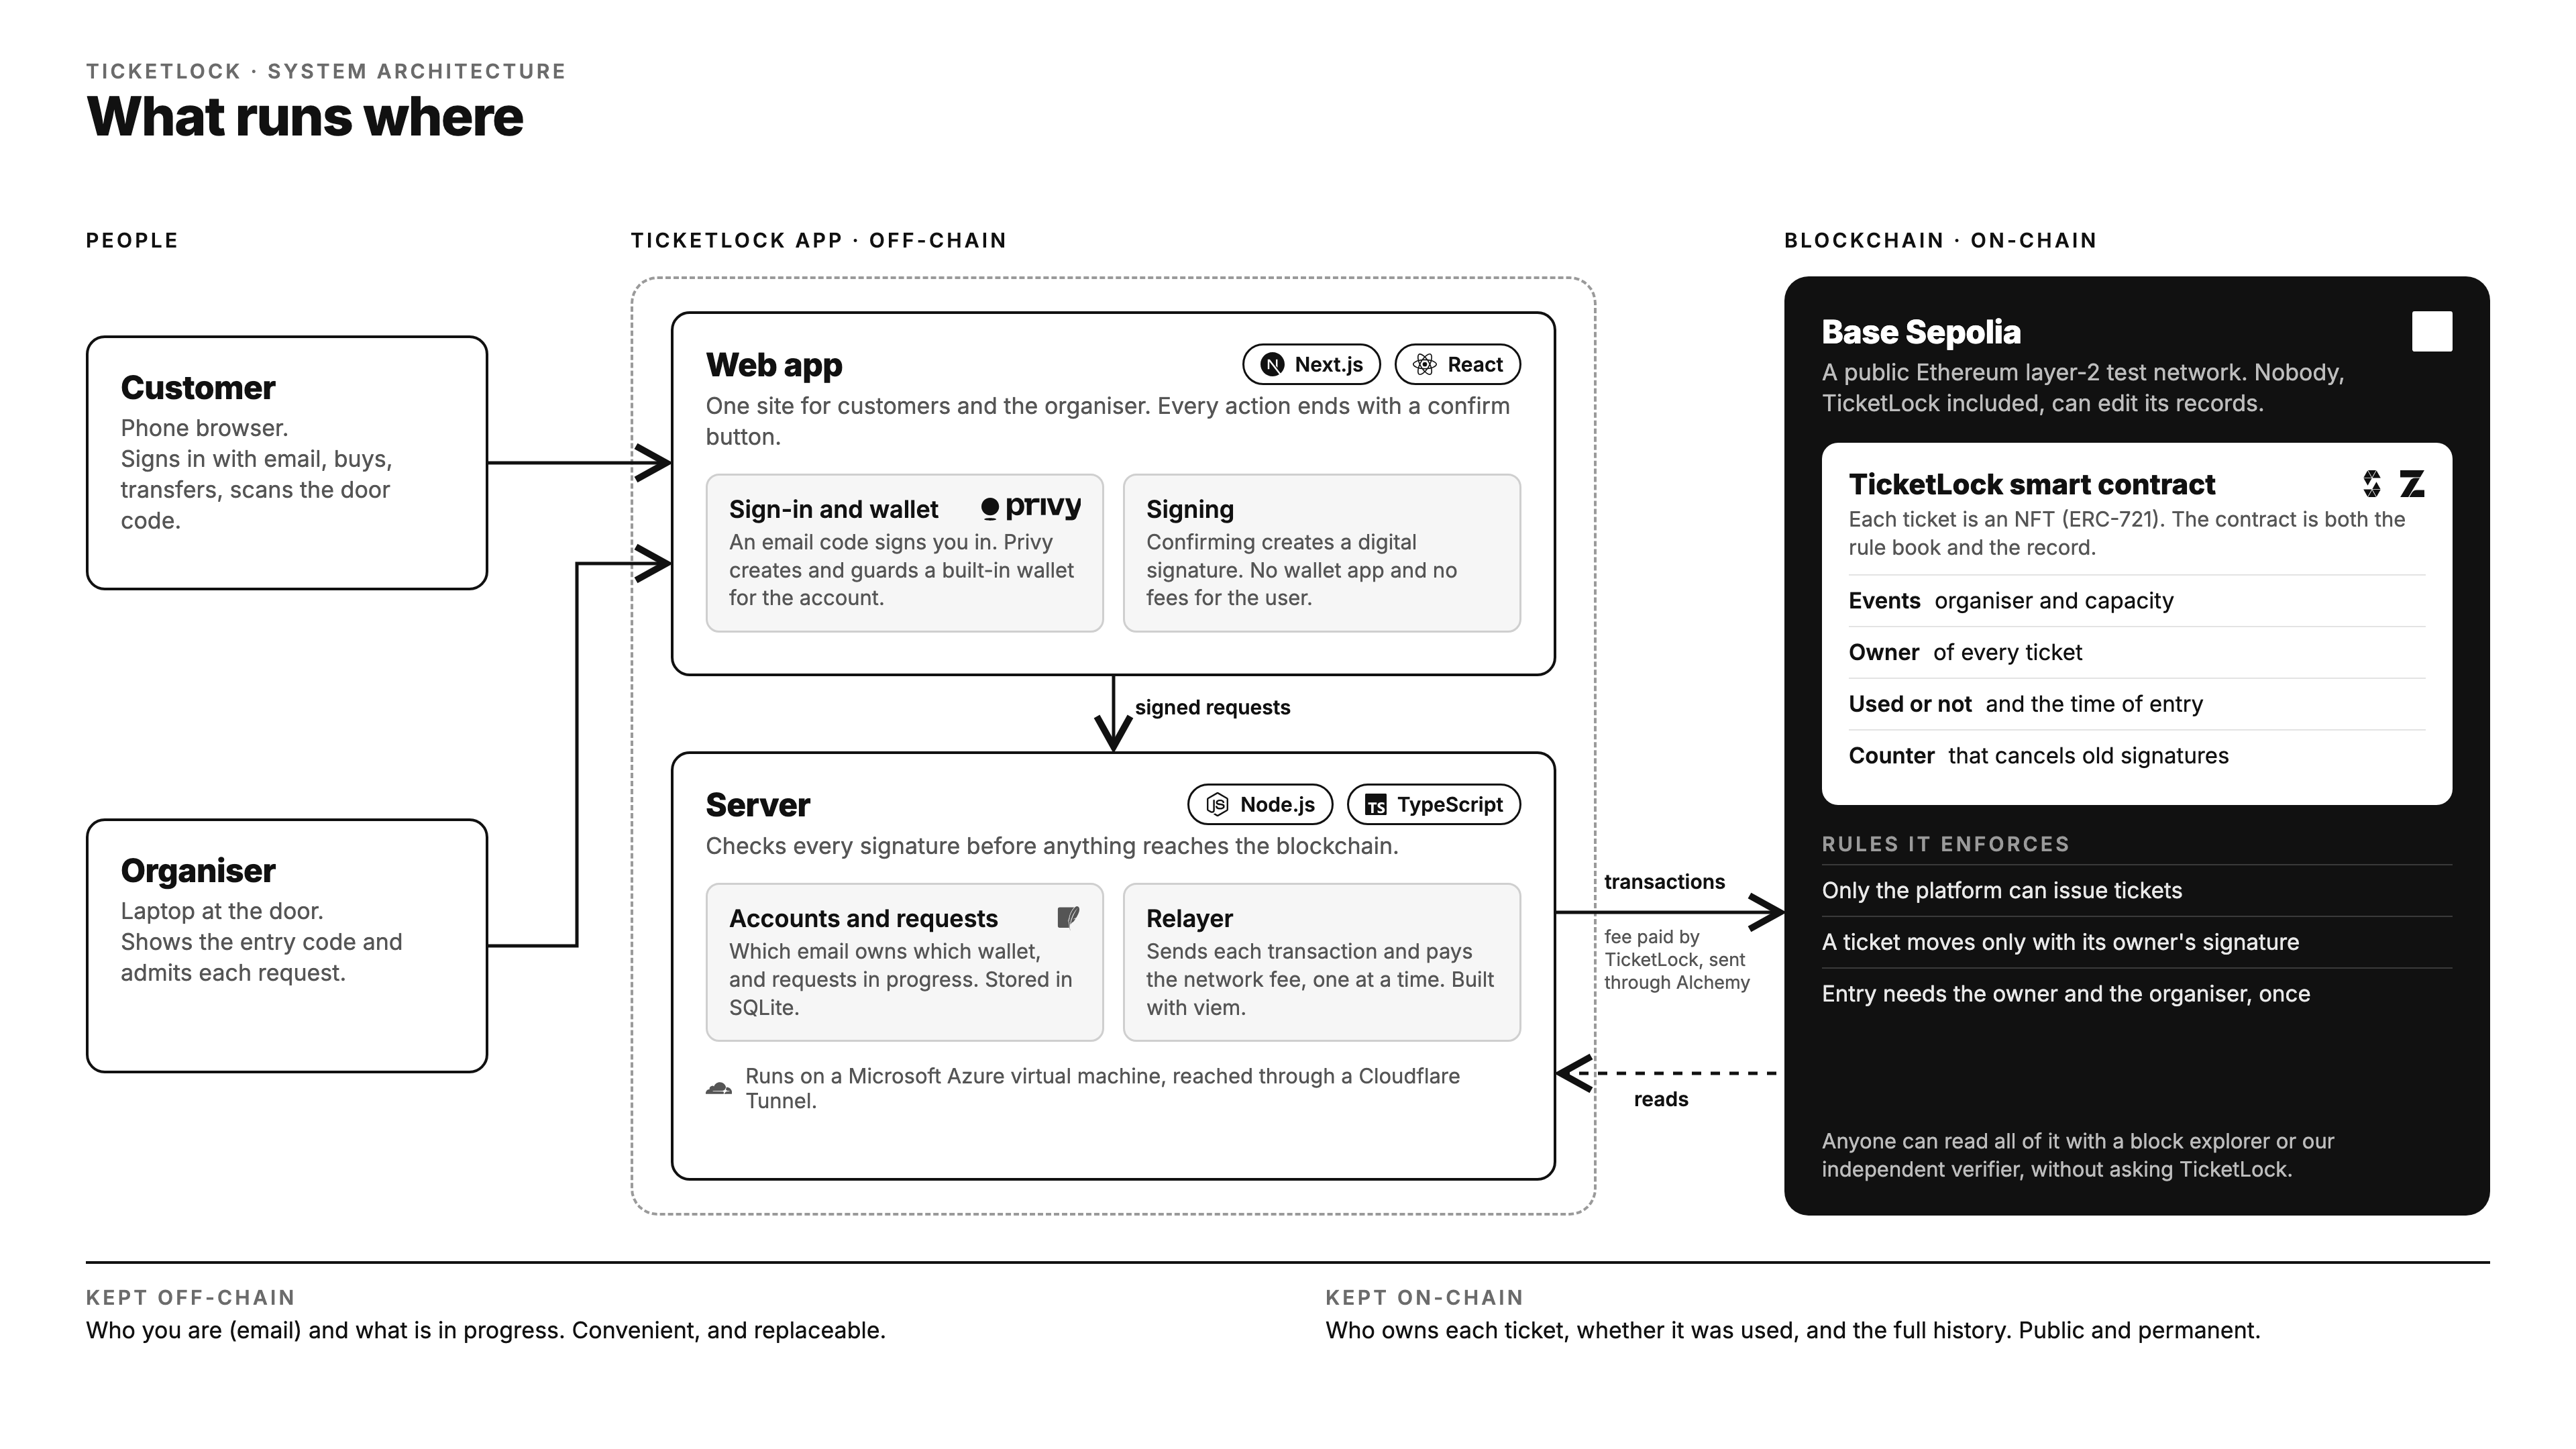 TICKETLOCK · SYSTEM ARCHITECTURE
What runs where
PEOPLE
Customer
Phone browser.
Signs in with email, buys,
transfers, scans the door
code.
Organiser
Laptop at the door.
Shows the entry code and
admits each request.
TICKETLOCK APP · OFF-CHAIN
Web app
N Next.js
React
One site for customers and the organiser. Every action ends with a confirm
button.
Sign-in and wallet
privy
An email code signs you in. Privy
creates and guards a built-in wallet
for the account.
Signing
Confirming creates a digital
signature. No wallet app and no
fees for the user.
signed requests
Server
JS Node.js
TS TypeScript
Checks every signature before anything reaches the blockchain.
Accounts and requests
Which email owns which wallet,
and requests in progress. Stored in
SQLite.
Relayer
Sends each transaction and pays
the network fee, one at a time. Built
with viem.
Runs on a Microsoft Azure virtual machine, reached through a Cloudflare
Tunnel.
transactions
fee paid by
TicketLock, sent
through Alchemy
reads
BLOCKCHAIN · ON-CHAIN
Base Sepolia
A public Ethereum layer-2 test network. Nobody,
TicketLock included, can edit its records.
TicketLock smart contract
Each ticket is an NFT (ERC-721). The contract is both the
rule book and the record.
Events organiser and capacity
Owner of every ticket
Used or not and the time of entry
Counter that cancels old signatures
RULES IT ENFORCES
Only the platform can issue tickets
A ticket moves only with its owner's signature
Entry needs the owner and the organiser, once
Anyone can read all of it with a block explorer or our
independent verifier, without asking TicketLock.
KEPT OFF-CHAIN
Who you are (email) and what is in progress. Convenient, and replaceable.
KEPT ON-CHAIN
Who owns each ticket, whether it was used, and the full history. Public and permanent.